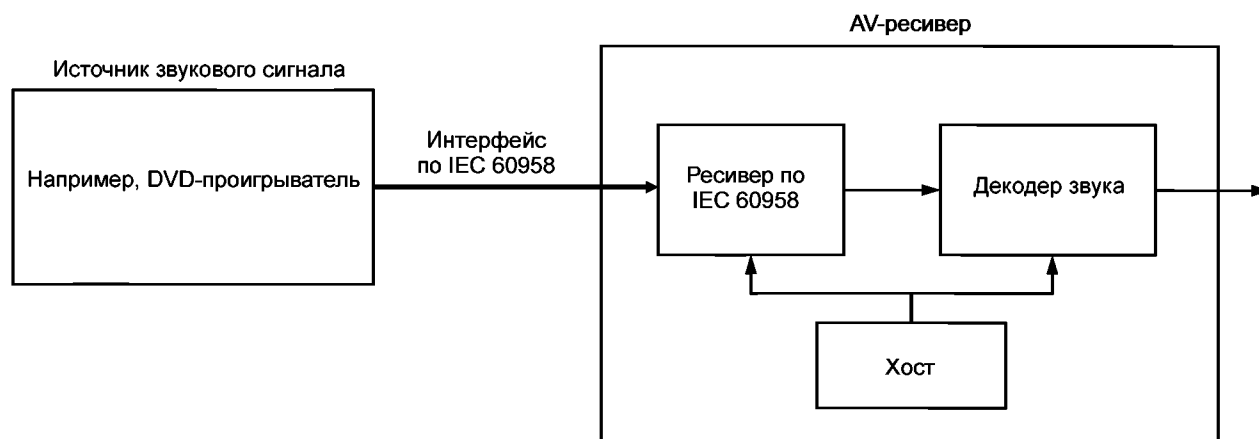 AV-ресивер
Источник звукового сигнала
Например, DVD-проигрыватель
Интерфейс
по IEC 60958
Ресивер по
IEC 60958
Декодер звука
Хост